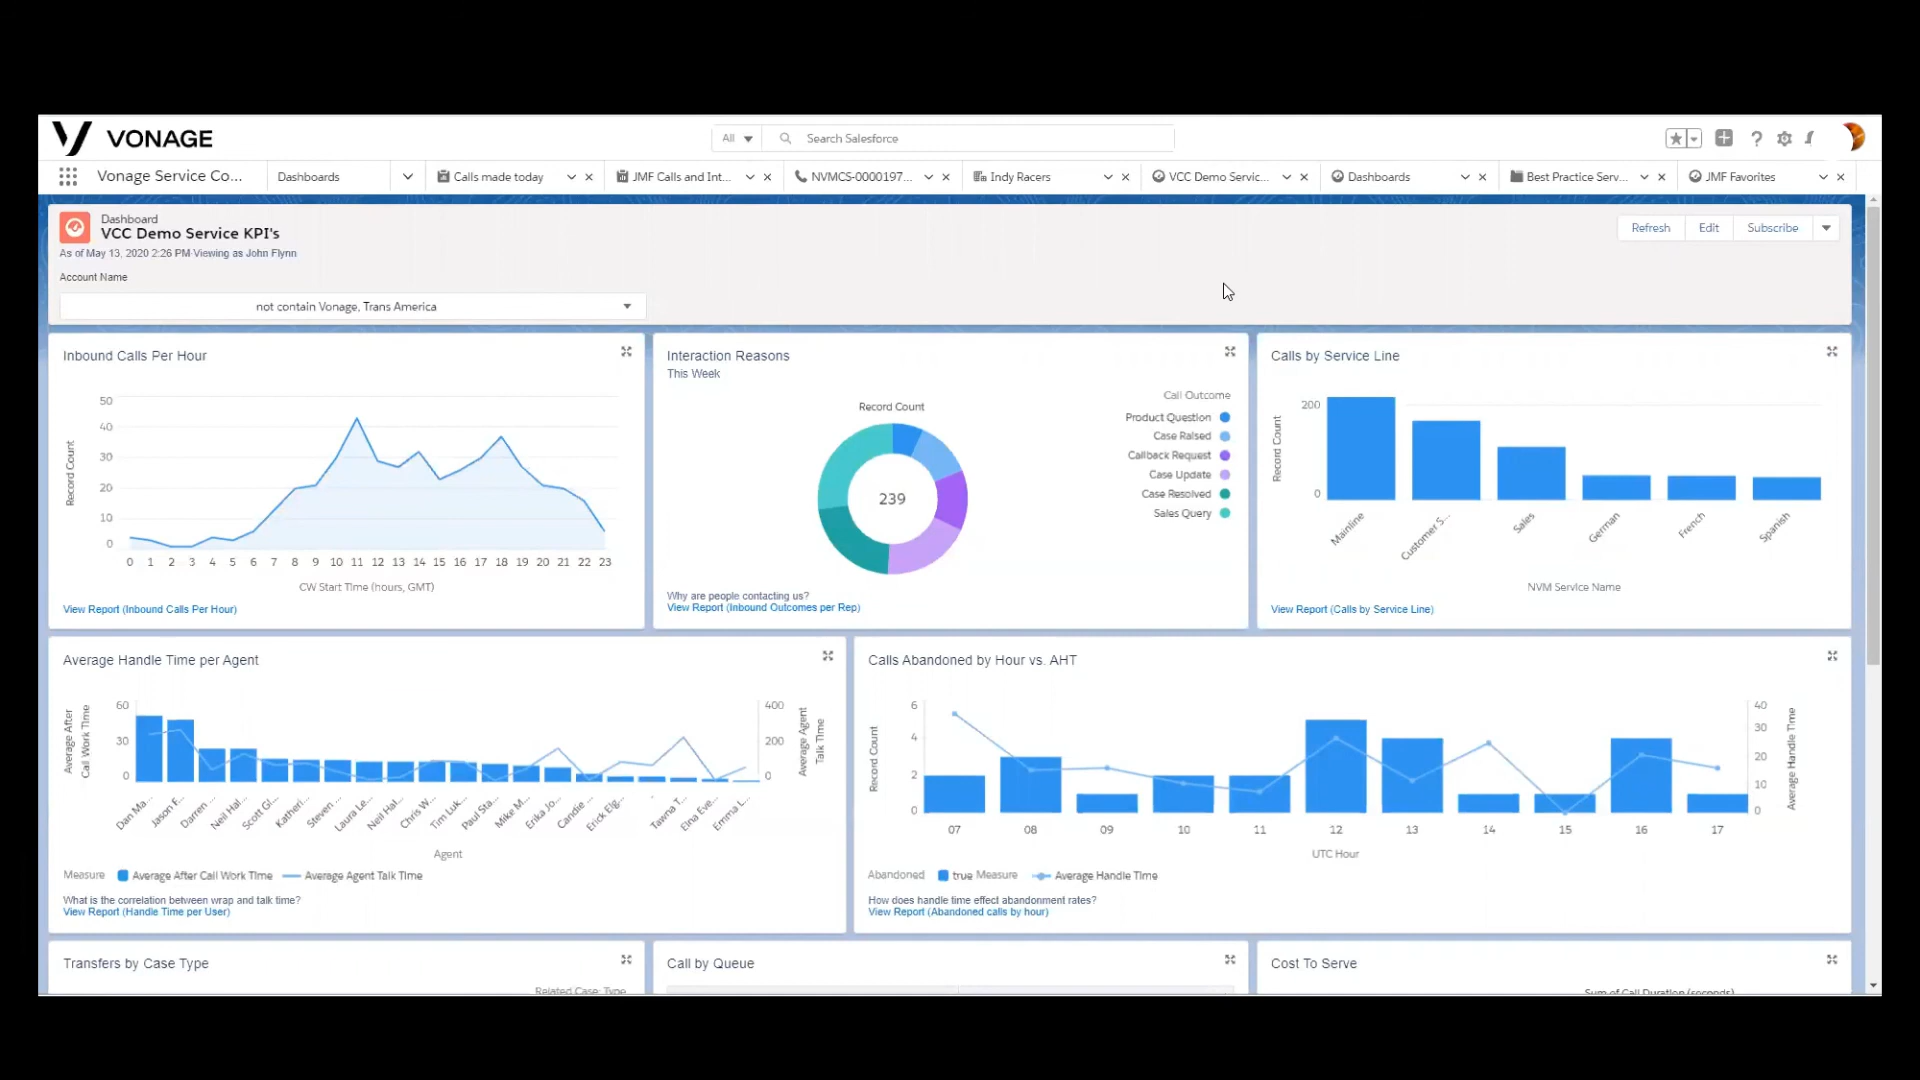 VONAGE
All
Search Salesforce
Vonage Service Co...
Dashboards
Calls made today
JMF Calls and Int...
NVMCS-0000197...
Indy Racers
VCC Demo Servic...
Dashboards
Best Practice Serv...
JMF Favorites
Dashboard
VCC Demo Service KPI's
As of May 13, 2020 2:26 PM·Viewing as John Flynn
Refresh
Edit
Subscribe
Account Name
not contain Vonage, Trans America
Inbound Calls Per Hour
Record Count
50
40
30
20
10
0
0 1 2 3 4 5 6 7 8 9 10 11 12 13 14 15 16 17 18 19 20 21 22 23
CW Start Time (hours, GMT)
View Report (Inbound Calls Per Hour)
Interaction Reasons
This Week
Record Count
239
Call Outcome
Product Question
Case Raised
Callback Request
Case Update
Case Resolved
Sales Query
Why are people contacting us?
View Report (Inbound Outcomes per Rep)
Calls by Service Line
Record Count
200
0
Mainline
Customer S...
Sales
German
French
Spanish
NVM Service Name
View Report (Calls by Service Line)
Average Handle Time per Agent
Average After
Call Work Time
60
30
0
400
200
0
Average Agent
Talk Time
Dan Ma...
Jason F...
Darren ...
Neil Hal...
Scott Gl...
Katheri...
Steven ...
Laura Le...
Neil Hal...
Chris W...
Tim Luk...
Paul Sta...
Mike M...
Erika Jo...
Candie ...
Erick Elg...
-
Tawna T...
Elna Eve...
Emma L...
Agent
Measure
Average After Call Work Time
Average Agent Talk Time
What is the correlation between wrap and talk time?
View Report (Handle Time per User)
Calls Abandoned by Hour vs. AHT
Record Count
6
4
2
0
40
30
20
10
0
Average Handle Time
07 08 09 10 11 12 13 14 15 16 17
UTC Hour
Abandoned
true
Measure
Average Handle Time
How does handle time effect abandonment rates?
View Report (Abandoned calls by hour)
Transfers by Case Type
Related Case: Type
Call by Queue
Cost To Serve
Sum of Call Duration (seconds)